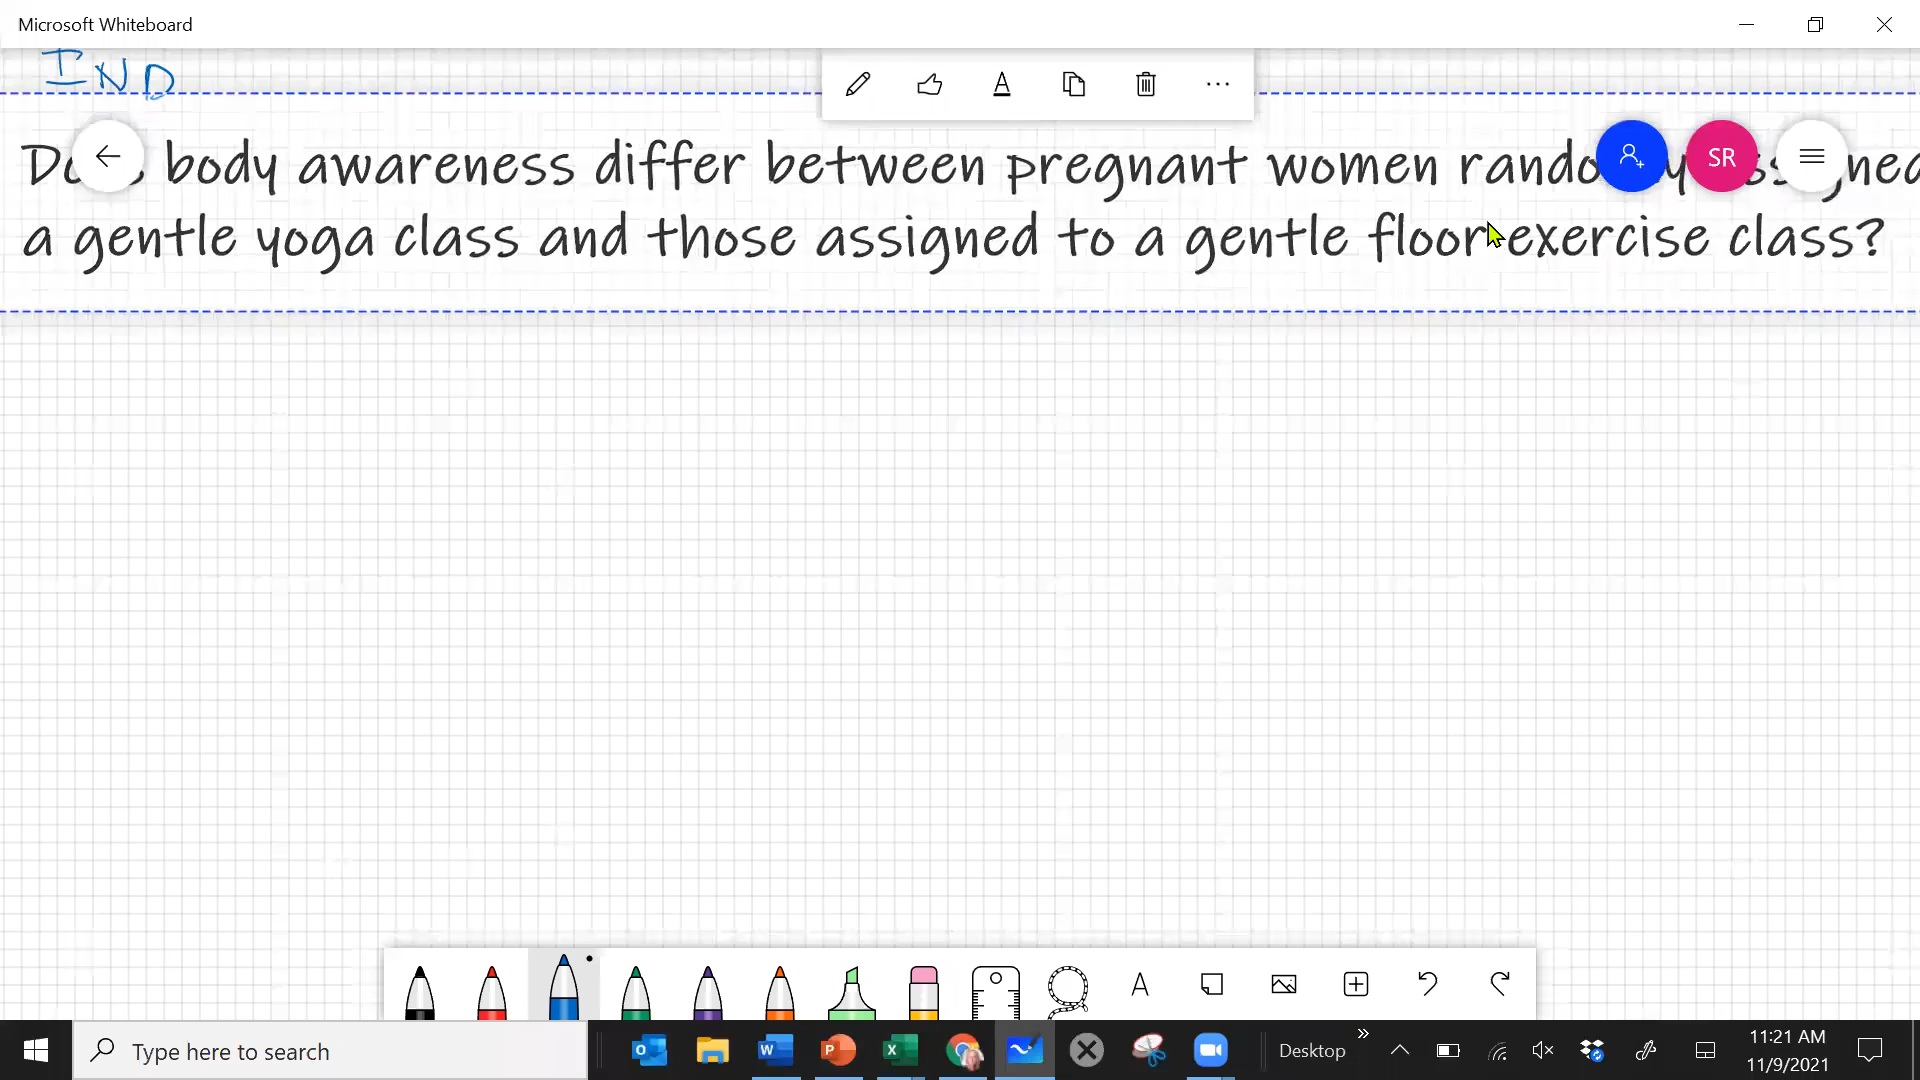 Microsoft Whiteboard
IND
body awareness differ between pregnant women
a gentle yoga class and those assigned to a gentle floor exercise class?
SR
Type here to search
Desktop
11:21 AM
11/9/2021